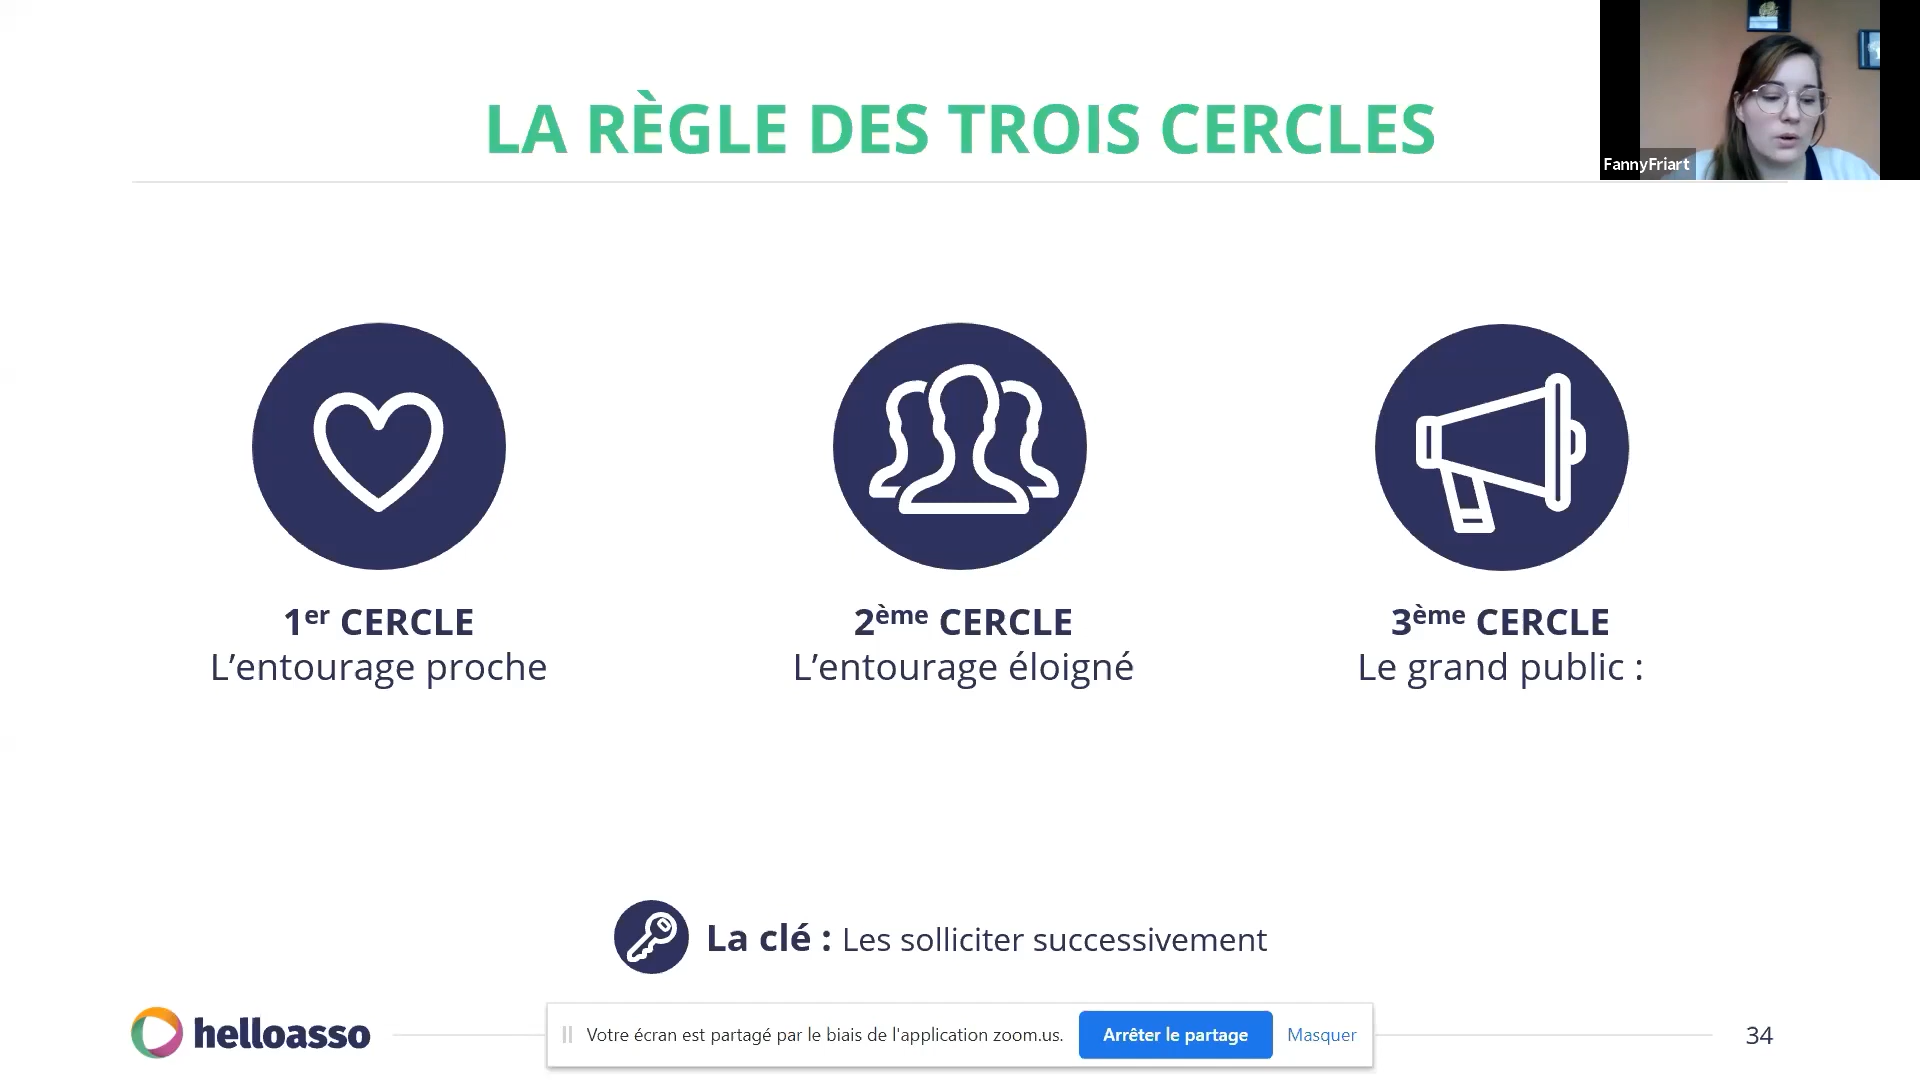 LA RÈGLE DES TROIS CERCLES
FannyFriart
1er CERCLE
L’entourage proche
2ème CERCLE
L’entourage éloigné
3ème CERCLE
Le grand public :
La clé : Les solliciter successivement
helloasso
Votre écran est partagé par le biais de l'application zoom.us.
Arrêter le partage
Masquer
34